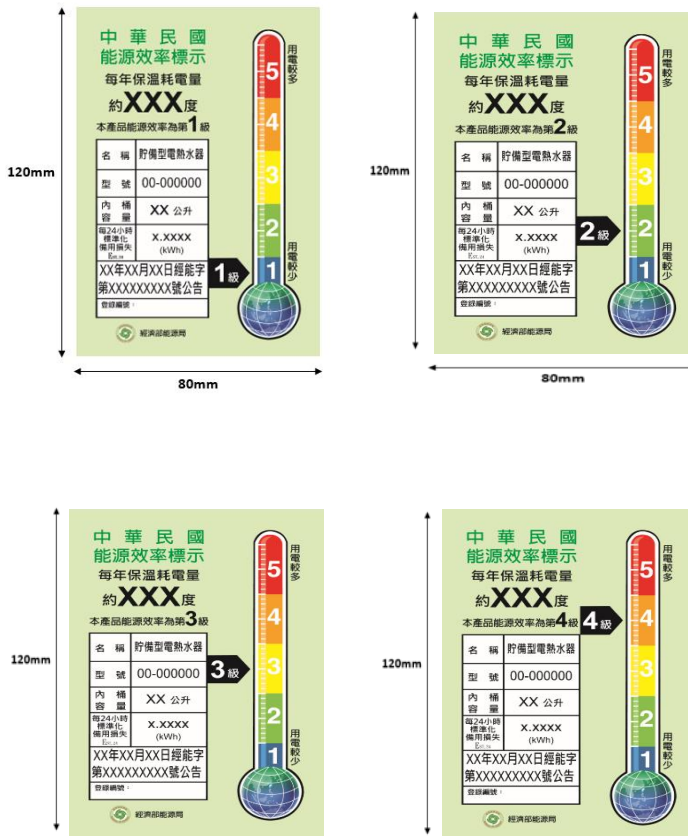 中華民國
能源效率標示
每年保溫耗電量
約XXX度
本產品能源效率為第1級
名稱 貯備型電熱水器
型號 00-000000
內桶容量 XX 公升
每24小時
標準化
備用損失
Est,24
x.xxxx
(kWh)
XX年XX月XX日經能字
第XXXXXXXXX號公告
登錄編號：
經濟部能源局
1級
用電較多
5
4
3
2
1
用電較少
120mm
80mm
中華民國
能源效率標示
每年保溫耗電量
約XXX度
本產品能源效率為第2級
名稱 貯備型電熱水器
型號 00-000000
內桶容量 XX 公升
每24小時
標準化
備用損失
Est,24
x.xxxx
(kWh)
XX年XX月XX日經能字
第XXXXXXXXX號公告
登錄編號：
經濟部能源局
2級
用電較多
5
4
3
2
1
用電較少
120mm
80mm
中華民國
能源效率標示
每年保溫耗電量
約XXX度
本產品能源效率為第3級
名稱 貯備型電熱水器
型號 00-000000
內桶容量 XX 公升
每24小時
標準化
備用損失
Est,24
x.xxxx
(kWh)
XX年XX月XX日經能字
第XXXXXXXXX號公告
登錄編號：
經濟部能源局
3級
用電較多
5
4
3
2
1
用電較少
120mm
中華民國
能源效率標示
每年保溫耗電量
約XXX度
本產品能源效率為第4級
名稱 貯備型電熱水器
型號 00-000000
內桶容量 XX 公升
每24小時
標準化
備用損失
Est,24
x.xxxx
(kWh)
XX年XX月XX日經能字
第XXXXXXXXX號公告
登錄編號：
經濟部能源局
4級
用電較多
5
4
3
2
1
用電較少
120mm